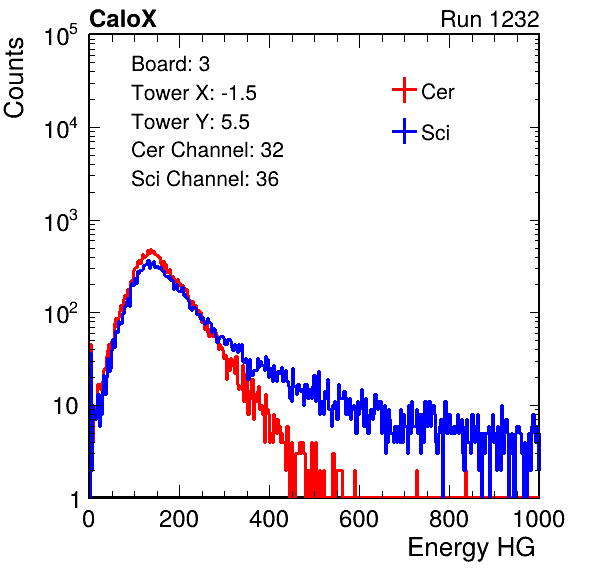 CaloX Run 1232
Counts
Board: 3
Tower X: -1.5
Tower Y: 5.5
Cer Channel: 32
Sci Channel: 36
Cer
Sci
10^5
10^4
10^3
10^2
10
1
0 200 400 600 800 1000
Energy HG